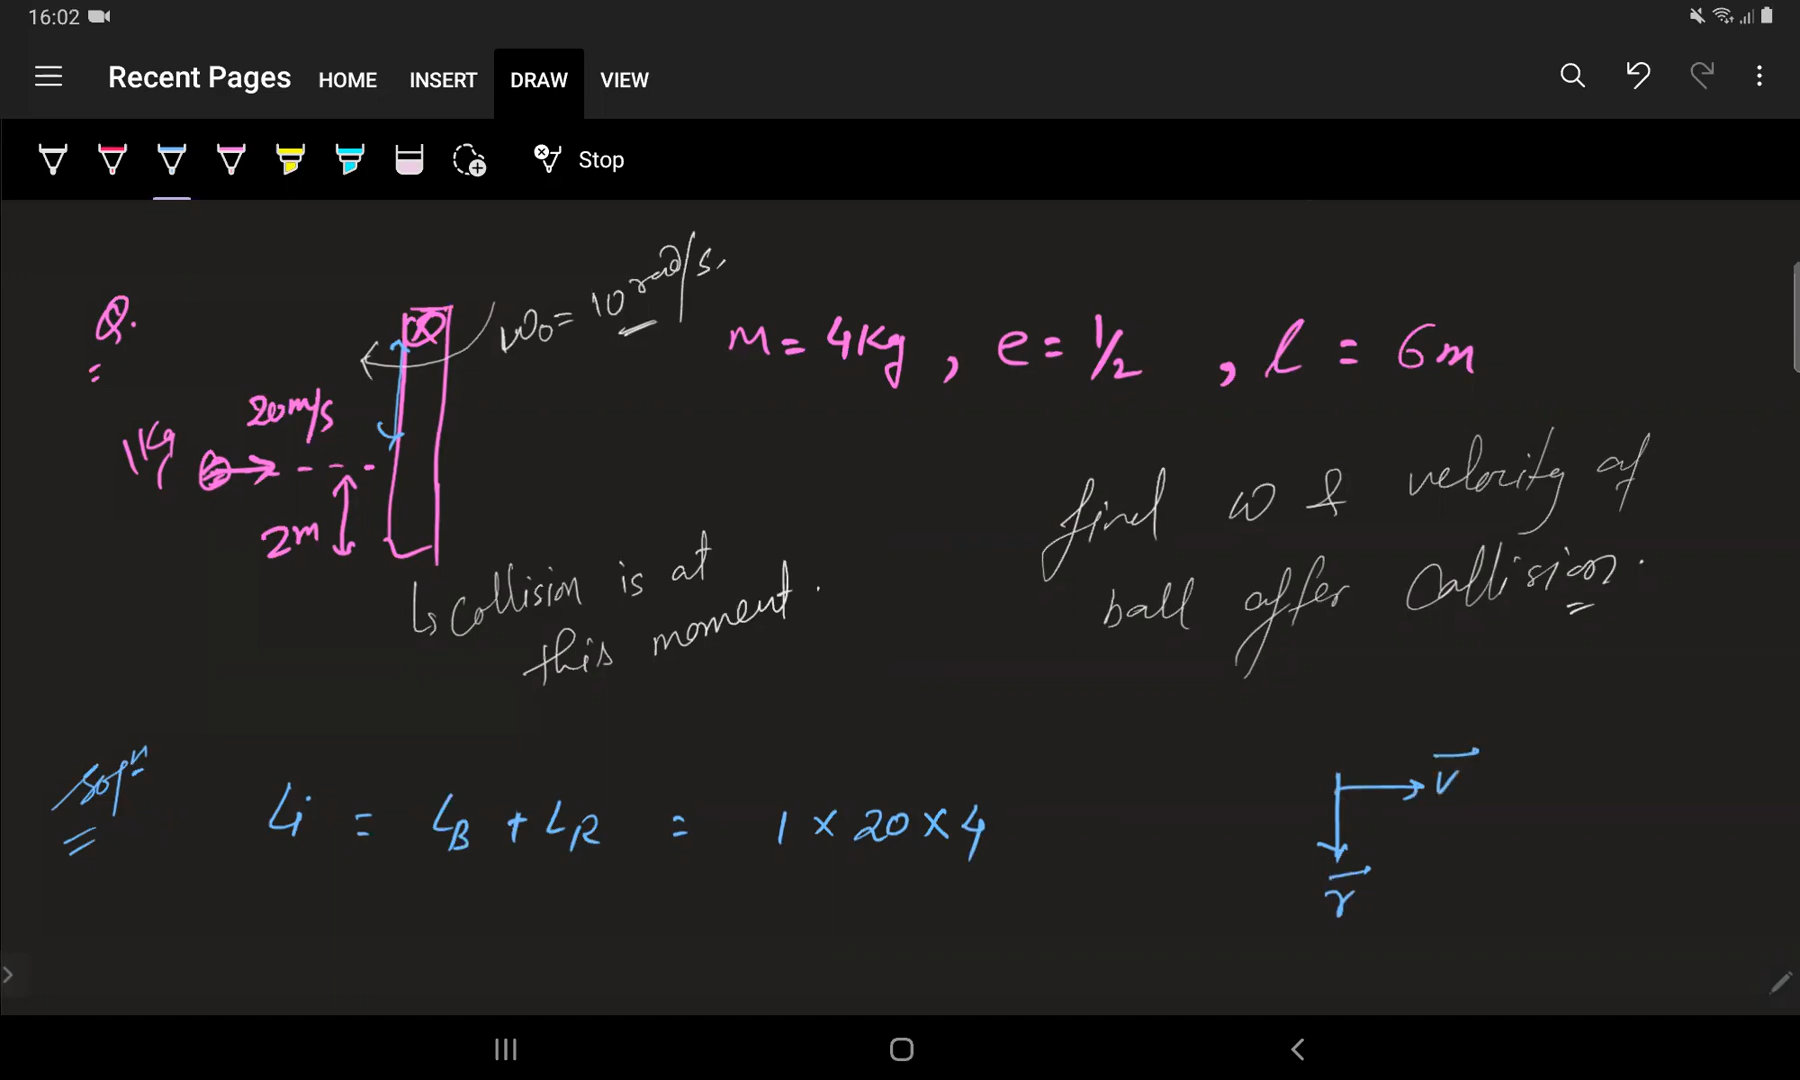 16:02
Recent Pages HOME INSERT DRAW VIEW
Stop
Q.
ω₀ = 10 rad/s.
m = 4Kg , e = 1/2 , l = 6m
20m/s
1Kg
2m
find ω & velocity of
ball after Collision.
↳ Collision is at
this moment.
Solⁿ
Li = LB + LR = 1 × 20 × 4
v
r